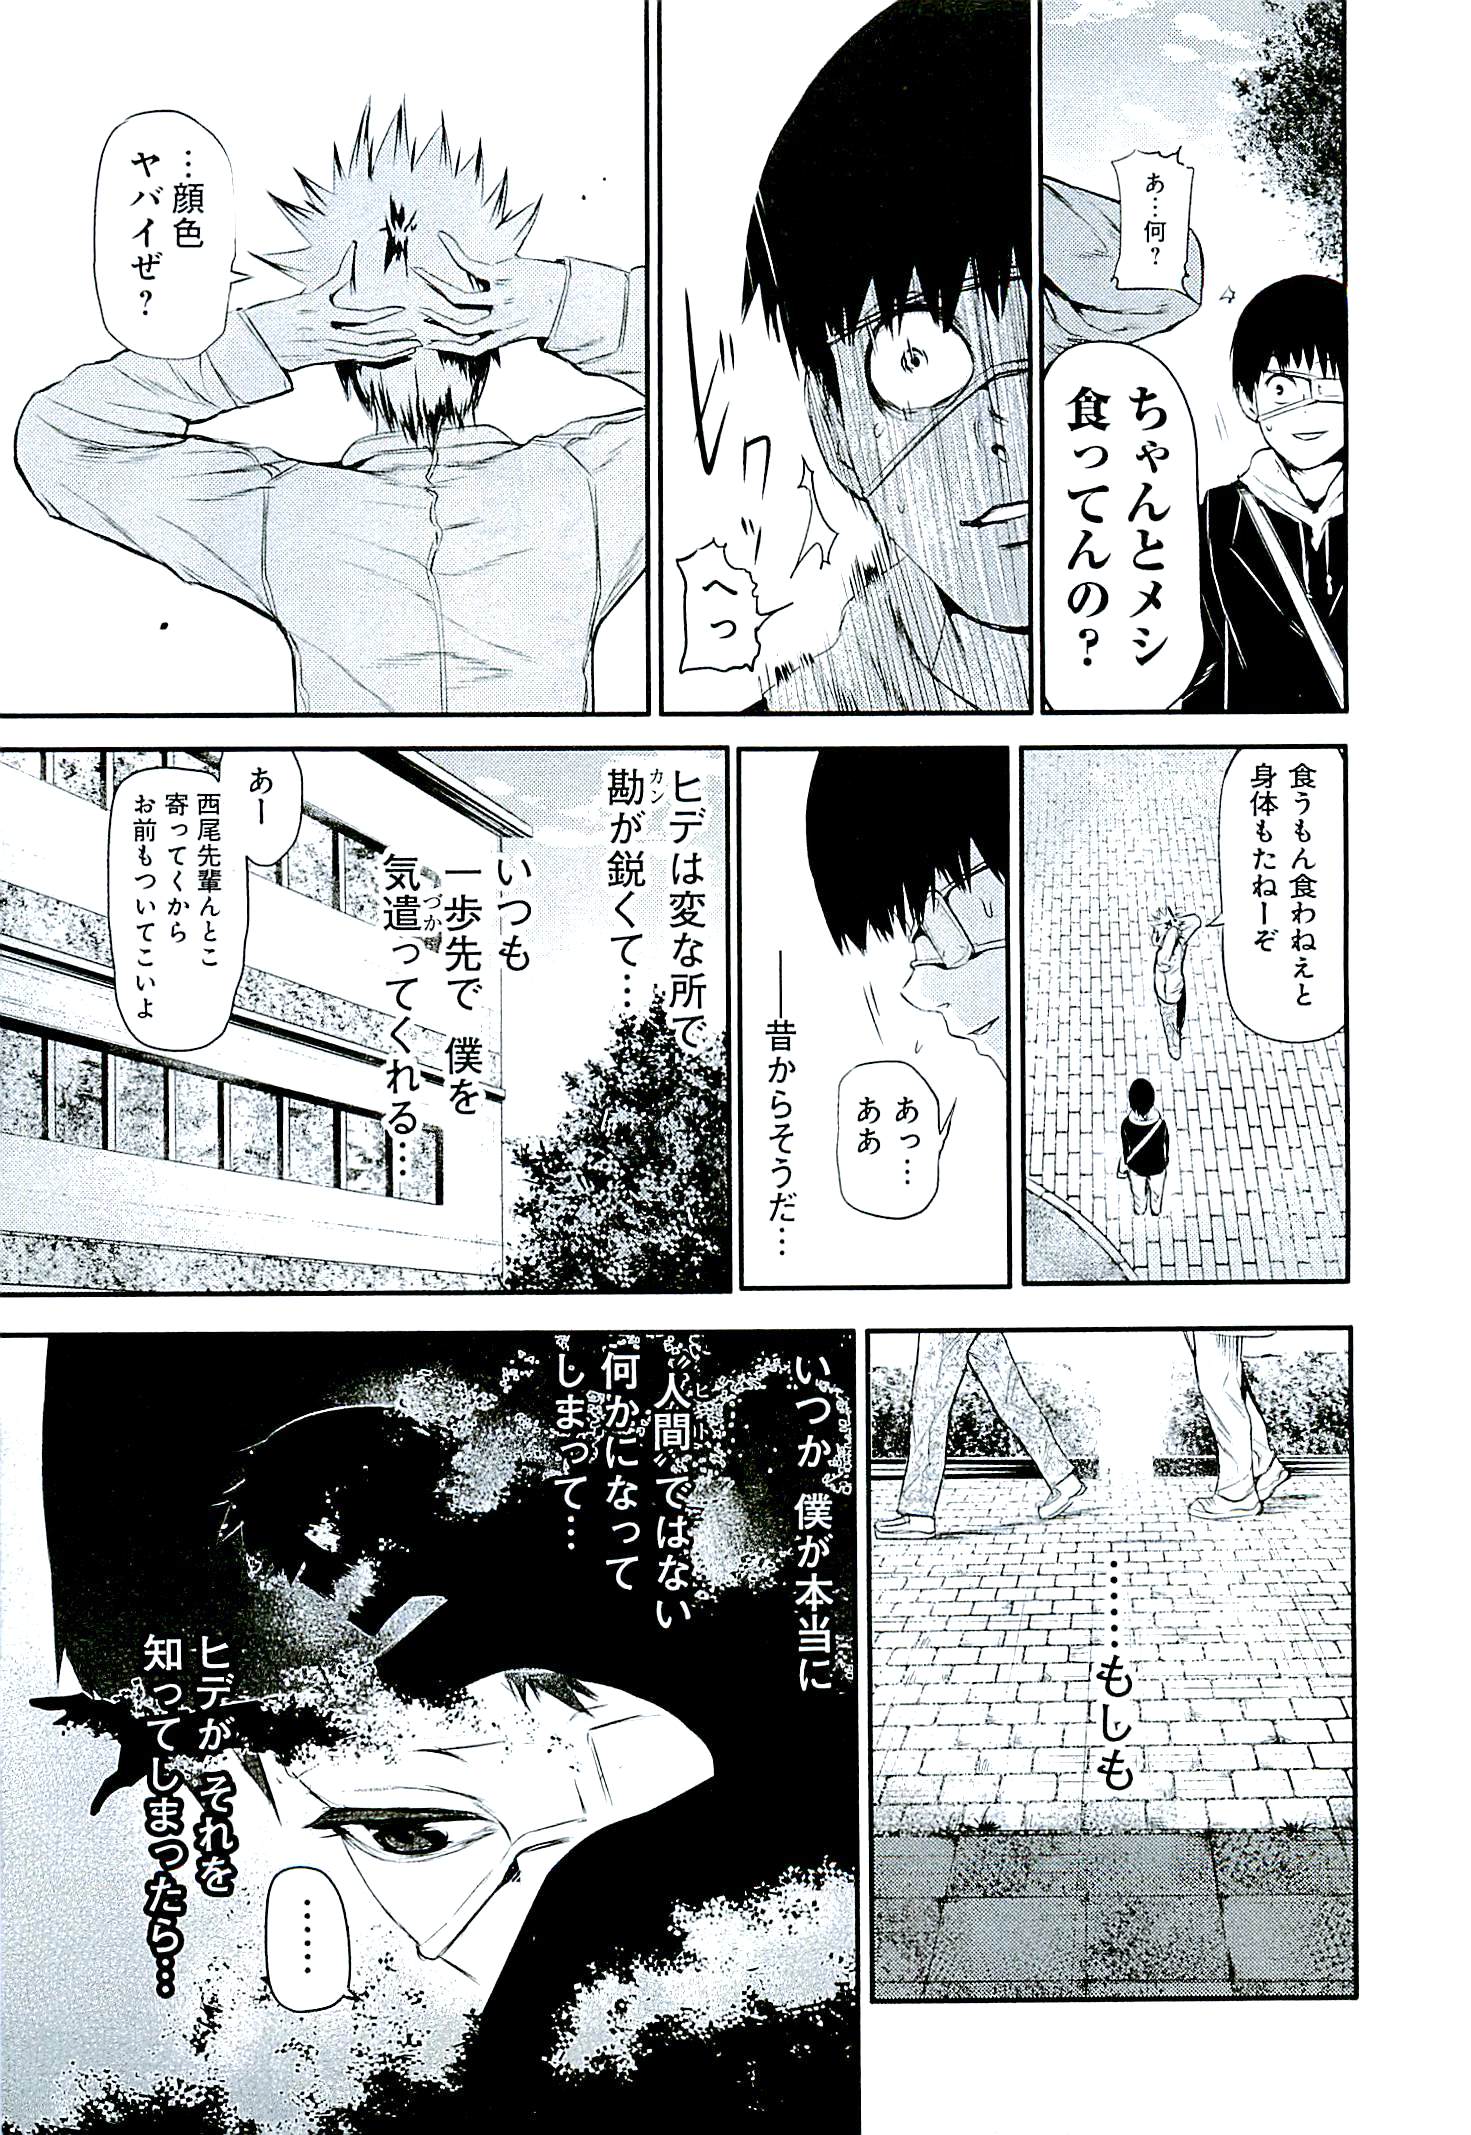 あ…何?
ちゃんとメシ
食ってんの?
ビクッ
へっ
…顔色
ヤバイぜ?
食うもん食わねえと
身体もたねーぞ
あっ…
ああ
――昔からそうだ…
ヒデは変な所で
勘が鋭くて…
カン
いつも
一歩先で 僕を
気遣ってくれる…
づか
あー
西尾先輩んとこ
寄ってくから
お前もついてこいよ
………もしも
いつか 僕が本当に
〝人間〟ではない
ヒト
何かになって
しまって…
ヒデが それを
知ってしまったら…
……